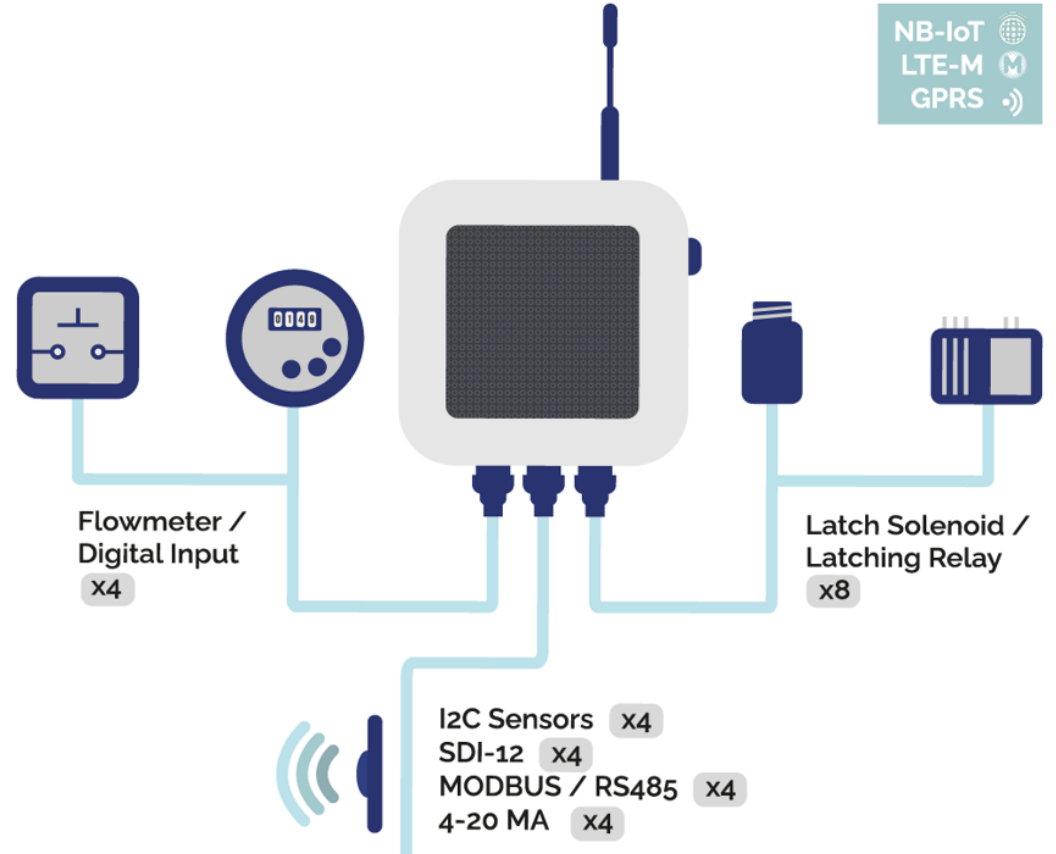 NB-IoT
LTE-M
GPRS
0149
Flowmeter /
Digital Input
x4
Latch Solenoid /
Latching Relay
x8
I2C Sensors x4
SDI-12 x4
MODBUS / RS485 x4
4-20 MA x4